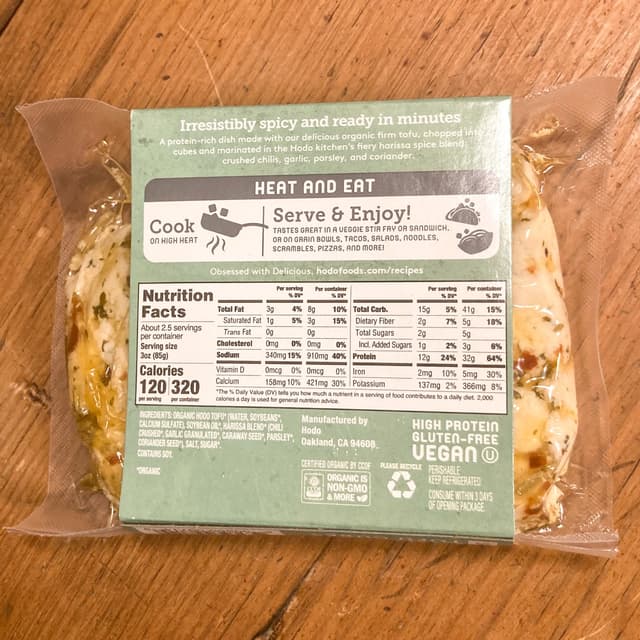 Irresistibly spicy and ready in minutes
A protein-rich dish made with our delicious organic firm tofu, chopped into
cubes and marinated in the Hodo kitchen's fiery harissa spice blend:
crushed chilis, garlic, parsley, and coriander.
HEAT AND EAT
Cook
ON HIGH HEAT
Serve & Enjoy!
TASTES GREAT IN A VEGGIE STIR FRY OR SANDWICH,
OR ON GRAIN BOWLS, TACOS, SALADS, NOODLES,
SCRAMBLES, PIZZAS, AND MORE!
Obsessed with Delicious. hodofoods.com/recipes
Nutrition
Facts
About 2.5 servings
per container
Serving size
3oz (85g)
Calories
120 320
per serving per container
Per serving Per container
% DV* % DV*
Total Fat 3g 4% 8g 10%
Saturated Fat 1g 5% 3g 15%
Trans Fat 0g 0g
Cholesterol 0mg 0% 0mg 0%
Sodium 340mg 15% 910mg 40%
Vitamin D 0mcg 0% 0mcg 0%
Calcium 158mg 10% 421mg 30%
Per serving Per container
% DV* % DV*
Total Carb. 15g 5% 41g 15%
Dietary Fiber 2g 7% 5g 18%
Total Sugars 2g 5g
Incl. Added Sugars 1g 2% 3g 6%
Protein 12g 24% 32g 64%
Iron 2mg 10% 5mg 30%
Potassium 137mg 2% 366mg 8%
*The % Daily Value (DV) tells you how much a nutrient in a serving of food contributes to a daily diet. 2,000
calories a day is used for general nutrition advice.
INGREDIENTS: ORGANIC HODO TOFU* (WATER, SOYBEANS*,
CALCIUM SULFATE), SOYBEAN OIL*, HARISSA BLEND* (CHILI
CRUSHED*, GARLIC GRANULATED*, CARAWAY SEED*, PARSLEY*,
CORIANDER SEED*), SALT, SUGAR*.
CONTAINS SOY.
*ORGANIC
Manufactured by
Hodo
Oakland, CA 94608
CERTIFIED ORGANIC BY CCOF
ORGANIC IS
NON-GMO
& MORE
PLEASE RECYCLE
HIGH PROTEIN
GLUTEN-FREE
VEGAN U
PERISHABLE
KEEP REFRIGERATED
CONSUME WITHIN 3 DAYS
OF OPENING PACKAGE